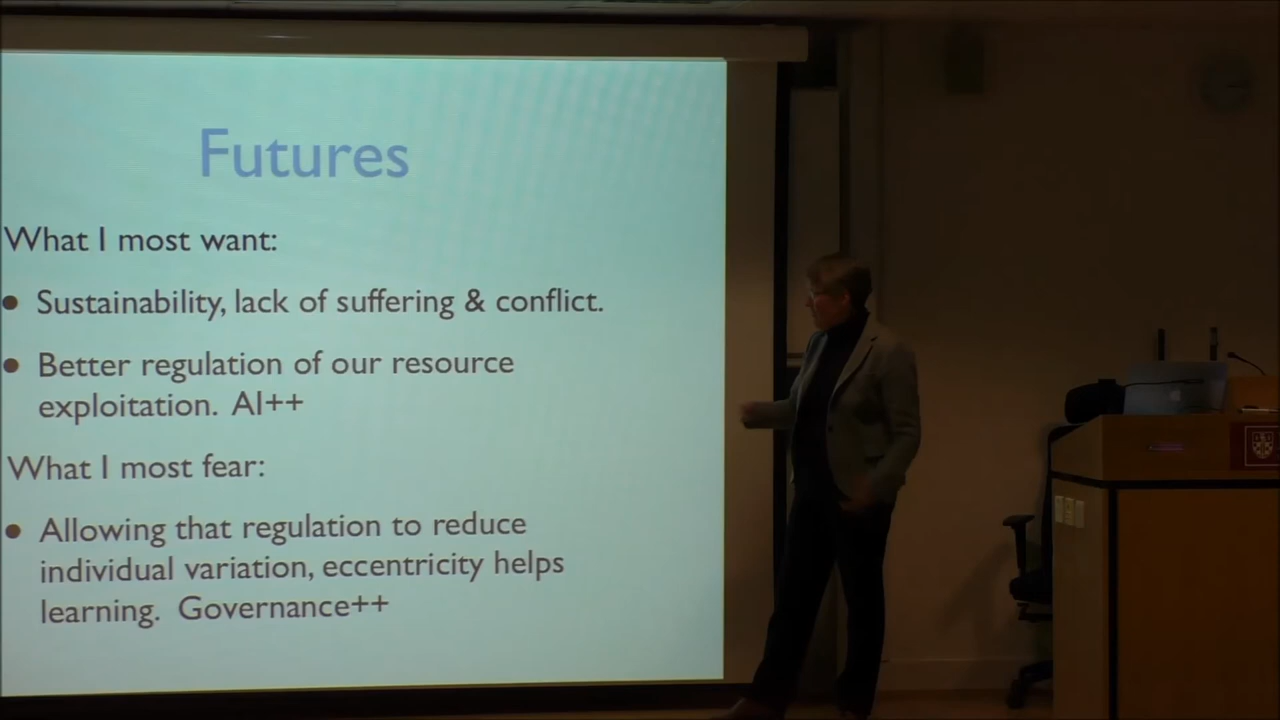 Futures
What I most want:
• Sustainability, lack of suffering & conflict.
• Better regulation of our resource
exploitation. AI++
What I most fear:
• Allowing that regulation to reduce
individual variation, eccentricity helps
learning. Governance++